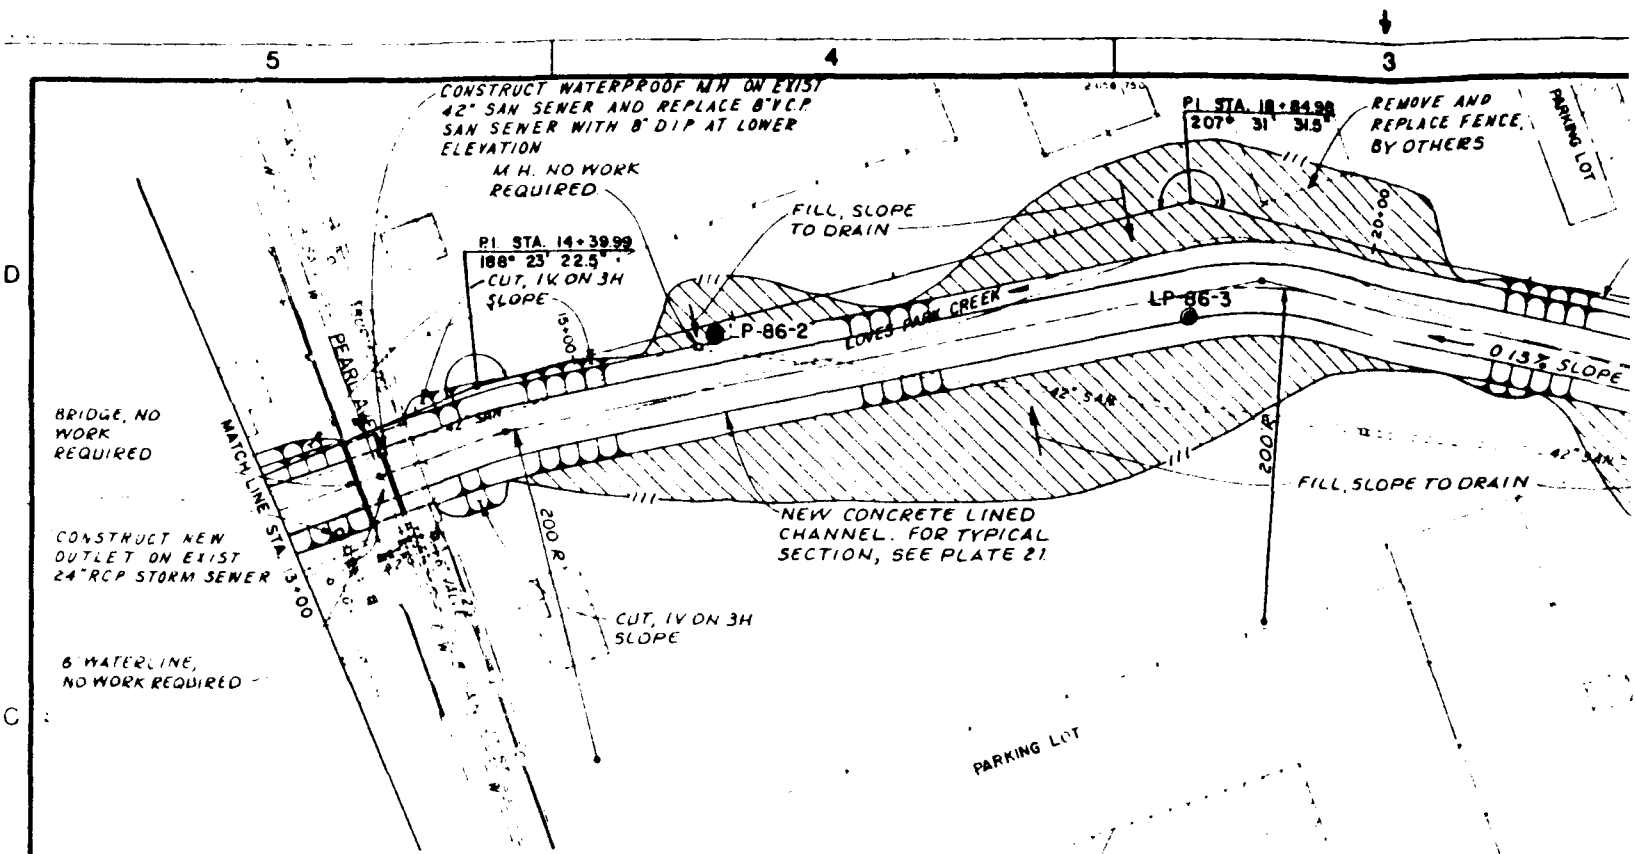 5
4
3
CONSTRUCT WATERPROOF MH ON EXIST
42" SAN SEWER AND REPLACE 8" V.C.P.
SAN SEWER WITH 8" DIP AT LOWER
ELEVATION
M H. NO WORK
REQUIRED
P.I. STA. 18+84.98
207° 31' 31.5"
REMOVE AND
REPLACE FENCE,
BY OTHERS
PARKING LOT
FILL, SLOPE
TO DRAIN
P.I. STA. 14+39.99
188° 23' 22.5"
CUT, 1V ON 3H
SLOPE
20+00
15+00
D
LP-86-2
LOVES PARK CREEK
LP-86-3
0.13% SLOPE
PEARL AVE
BRIDGE, NO
WORK
REQUIRED
MATCH LINE STA. 13+00
42" SAN
42" SAN
42" SAN
200' R
200' R
FILL, SLOPE TO DRAIN
NEW CONCRETE LINED
CHANNEL. FOR TYPICAL
SECTION, SEE PLATE 21.
CONSTRUCT NEW
OUTLET ON EXIST
24" RCP STORM SEWER
CUT, 1V ON 3H
SLOPE
6" WATERLINE,
NO WORK REQUIRED
C
PARKING LOT